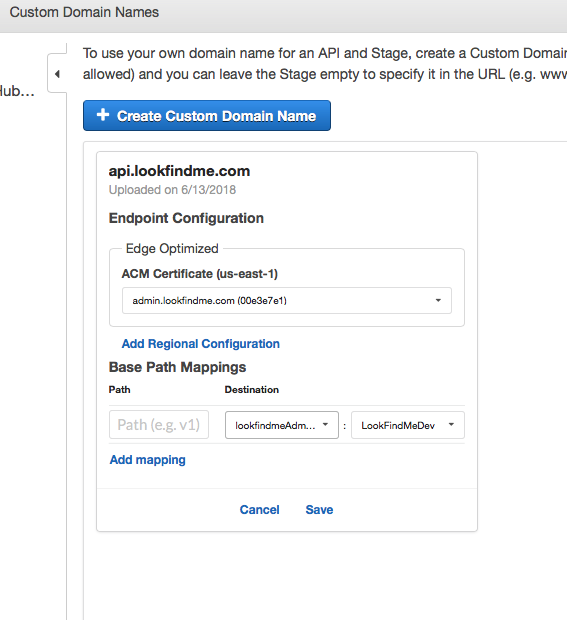 Custom Domain Names
To use your own domain name for an API and Stage, create a Custom Domain
allowed) and you can leave the Stage empty to specify it in the URL (e.g. www
Hub...
+ Create Custom Domain Name
api.lookfindme.com
Uploaded on 6/13/2018
Endpoint Configuration
Edge Optimized
ACM Certificate (us-east-1)
admin.lookfindme.com (00e3e7e1)
Add Regional Configuration
Base Path Mappings
Path Destination
Path (e.g. v1) lookfindmeAdm... : LookFindMeDev
Add mapping
Cancel Save